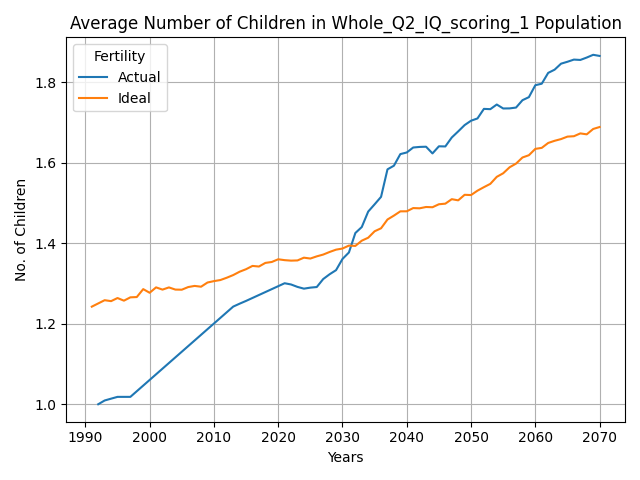 Average Number of Children in Whole_Q2_IQ_scoring_1 Population
Fertility
Actual
Ideal
No. of Children
1.8
1.6
1.4
1.2
1.0
1990 2000 2010 2020 2030 2040 2050 2060 2070
Years